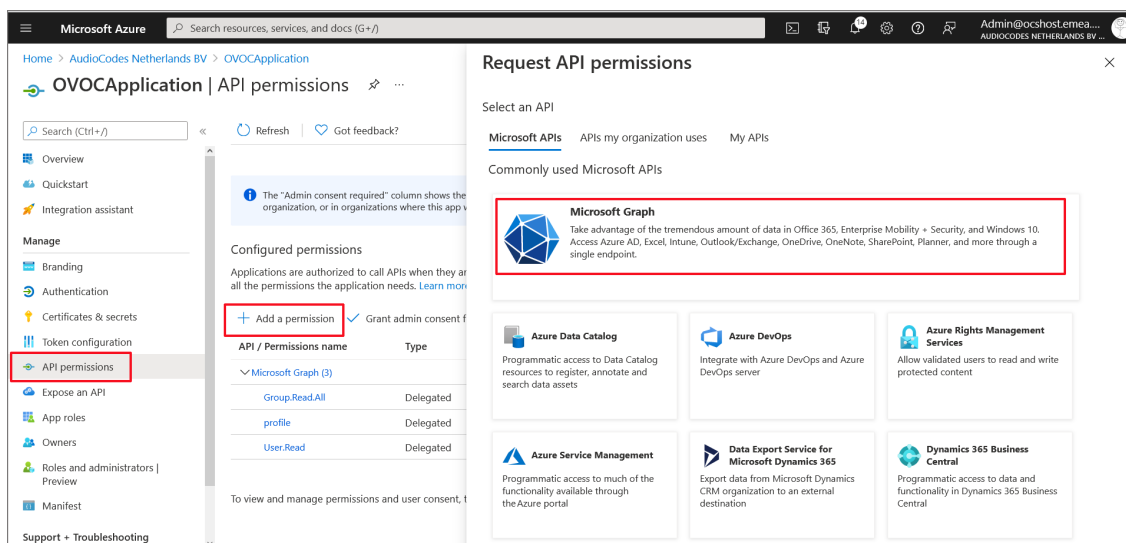 Microsoft Azure
Search resources, services, and docs (G+/)
14
Admin@ocshost.emea....
AUDIOCODES NETHERLANDS BV ...
Home > AudioCodes Netherlands BV > OVOCApplication
OVOCApplication | API permissions
Search (Ctrl+/)
Overview
Quickstart
Integration assistant
Manage
Branding
Authentication
Certificates & secrets
Token configuration
API permissions
Expose an API
App roles
Owners
Roles and administrators |
Preview
Manifest
Support + Troubleshooting
Refresh
Got feedback?
The "Admin consent required" column shows the
organization, or in organizations where this app
Configured permissions
Applications are authorized to call APIs when they
all the permissions the application needs. Learn
Add a permission
Grant admin consent
API / Permissions name Type
Microsoft Graph (3)
Group.Read.All Delegated
profile Delegated
User.Read Delegated
To view and manage permissions and user consent,
Request API permissions
Select an API
Microsoft APIs APIs my organization uses My APIs
Commonly used Microsoft APIs
Microsoft Graph
Take advantage of the tremendous amount of data in Office 365, Enterprise Mobility + Security, and Windows 10.
Access Azure AD, Excel, Intune, Outlook/Exchange, OneDrive, OneNote, SharePoint, Planner, and more through a
single endpoint.
Azure Data Catalog
Programmatic access to Data Catalog
resources to register, annotate and
search data assets
Azure DevOps
Integrate with Azure DevOps and Azure
DevOps server
Azure Rights Management
Services
Allow validated users to read and write
protected content
Azure Service Management
Programmatic access to much of the
functionality available through
the Azure portal
Data Export Service for
Microsoft Dynamics 365
Export data from Microsoft Dynamics
CRM organization to an external
destination
Dynamics 365 Business
Central
Programmatic access to data and
functionality in Dynamics 365 Business
Central